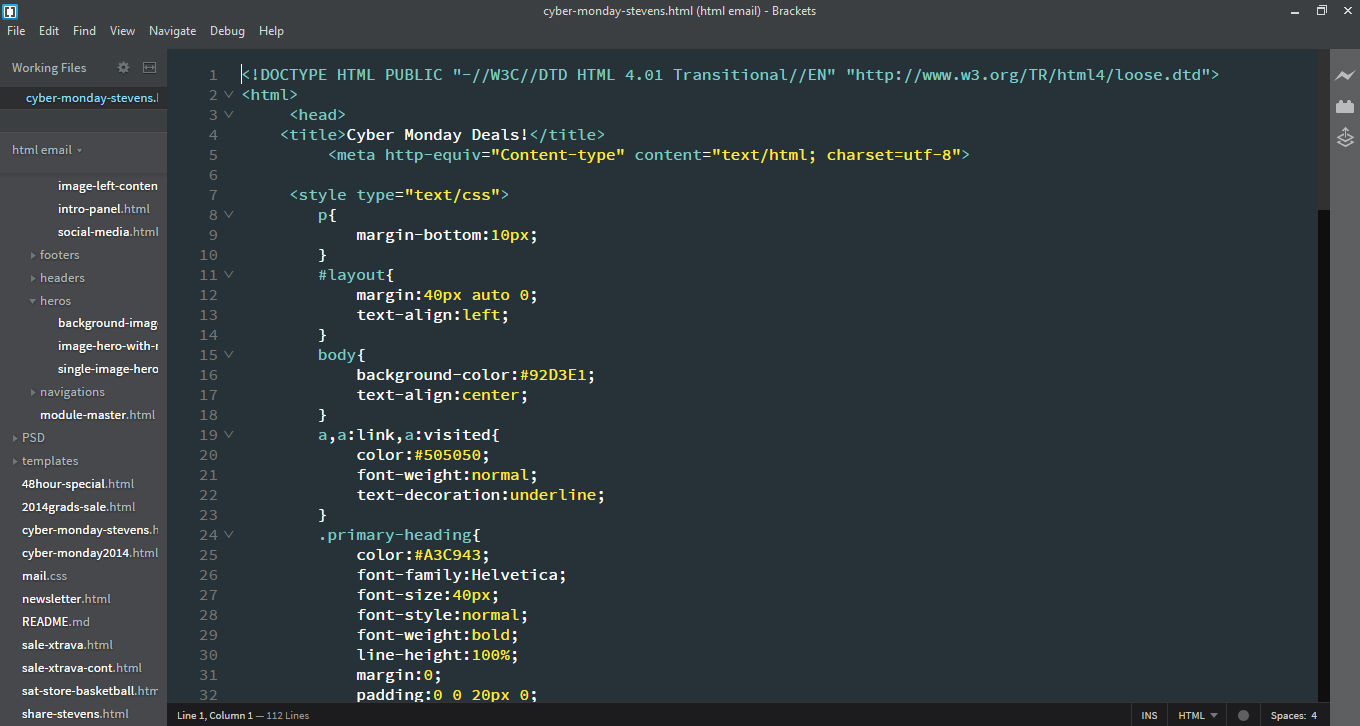 cyber-monday-stevens.html (html email) - Brackets
File Edit Find View Navigate Debug Help
Working Files
cyber-monday-stevens.h
html email
image-left-conten
intro-panel.html
social-media.html
footers
headers
heros
background-imag
image-hero-with-r
single-image-hero
navigations
module-master.html
PSD
templates
48hour-special.html
2014grads-sale.html
cyber-monday-stevens.h
cyber-monday2014.html
mail.css
newsletter.html
README.md
sale-xtrava.html
sale-xtrava-cont.html
sat-store-basketball.htm
share-stevens.html
1 <!DOCTYPE HTML PUBLIC "-//W3C//DTD HTML 4.01 Transitional//EN" "http://www.w3.org/TR/html4/loose.dtd">
2 <html>
3 <head>
4 <title>Cyber Monday Deals!</title>
5 <meta http-equiv="Content-type" content="text/html; charset=utf-8">
6
7 <style type="text/css">
8 p{
9 margin-bottom:10px;
10 }
11 #layout{
12 margin:40px auto 0;
13 text-align:left;
14 }
15 body{
16 background-color:#92D3E1;
17 text-align:center;
18 }
19 a,a:link,a:visited{
20 color:#505050;
21 font-weight:normal;
22 text-decoration:underline;
23 }
24 .primary-heading{
25 color:#A3C943;
26 font-family:Helvetica;
27 font-size:40px;
28 font-style:normal;
29 font-weight:bold;
30 line-height:100%;
31 margin:0;
32 padding:0 0 20px 0;
Line 1, Column 1 — 112 Lines
INS HTML Spaces: 4